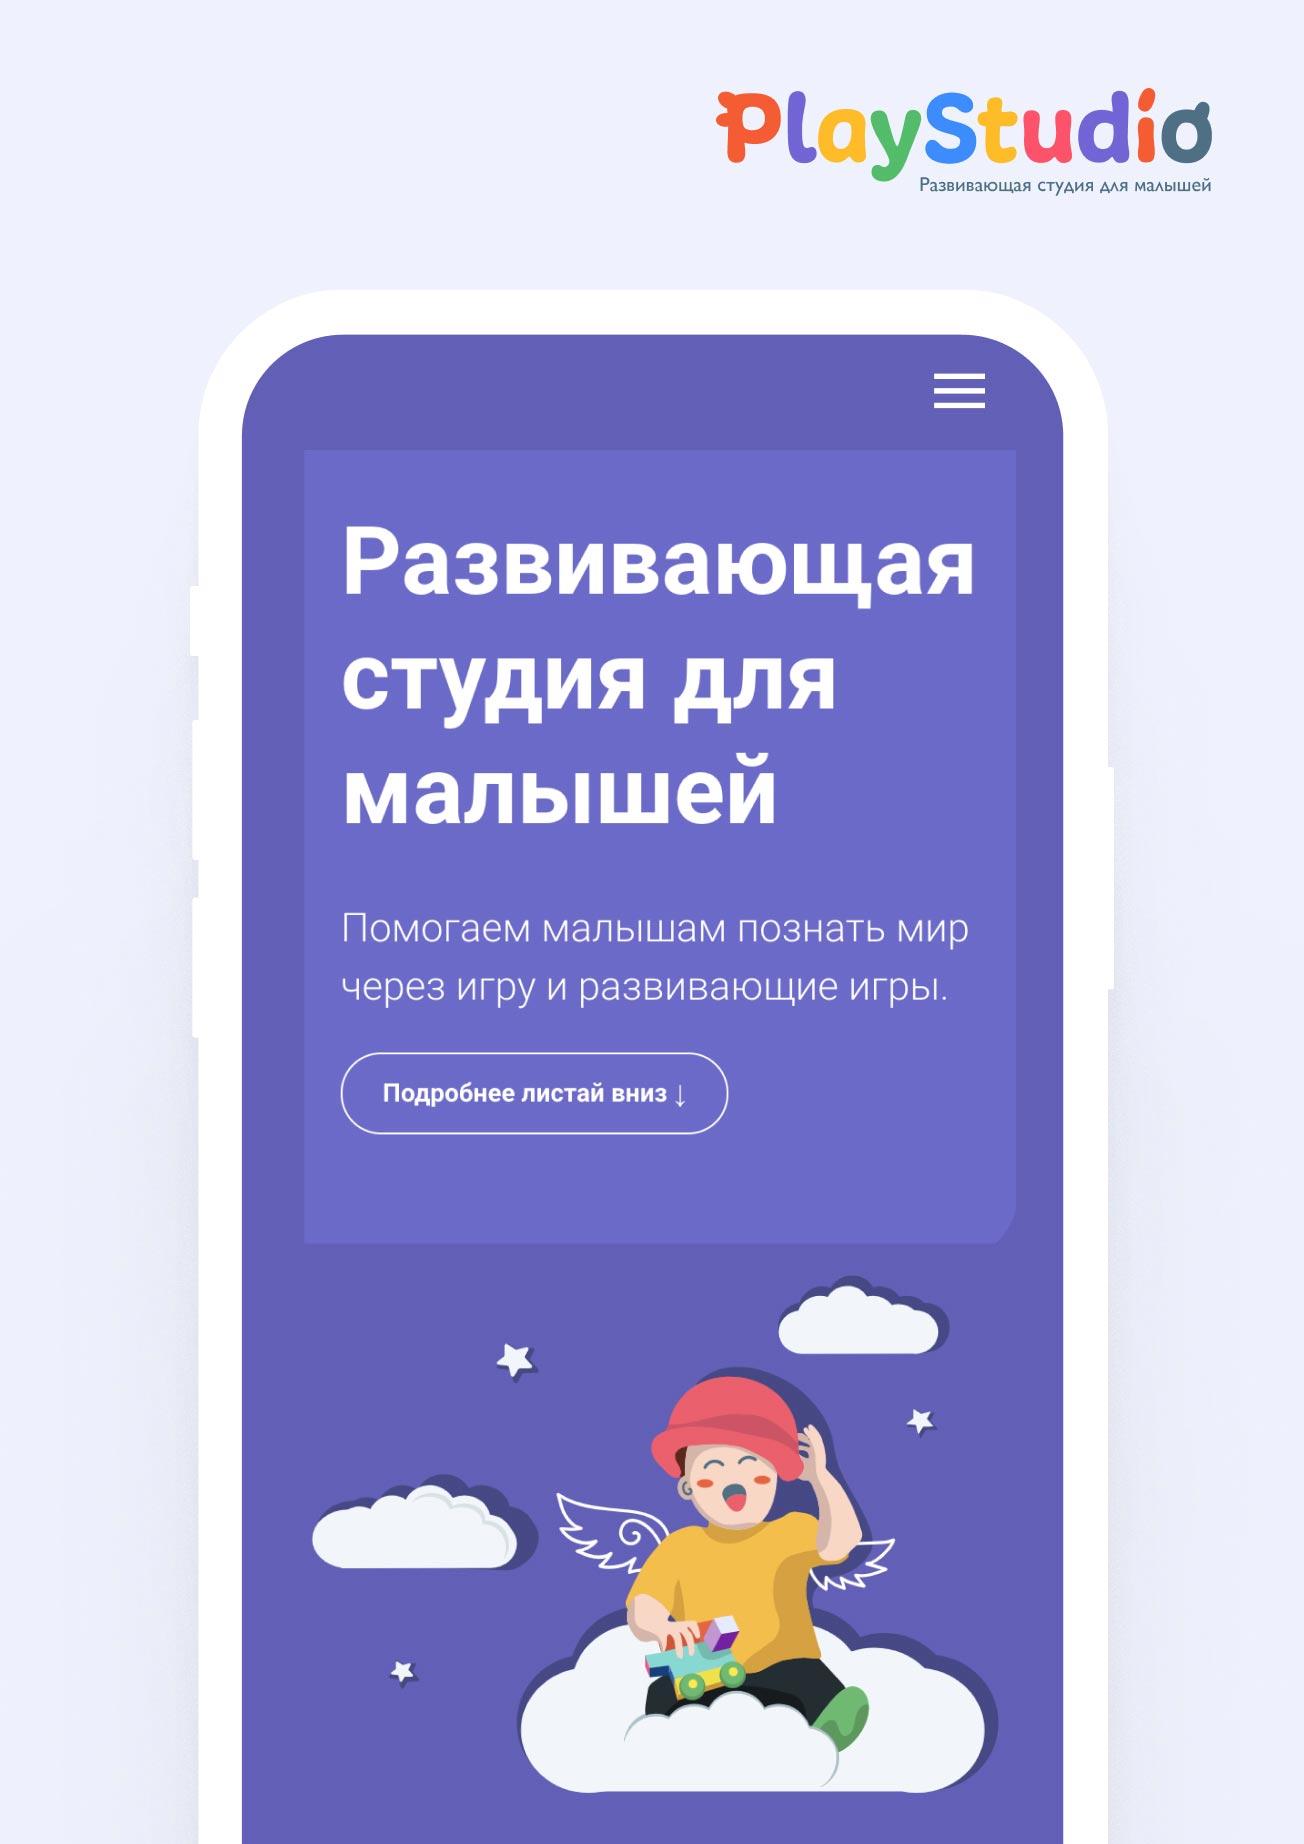 PlayStudio
Развивающая студия для малышей
Развивающая
студия для
малышей
Помогаем малышам познать мир
через игру и развивающие игры.
Подробнее листай вниз ↓